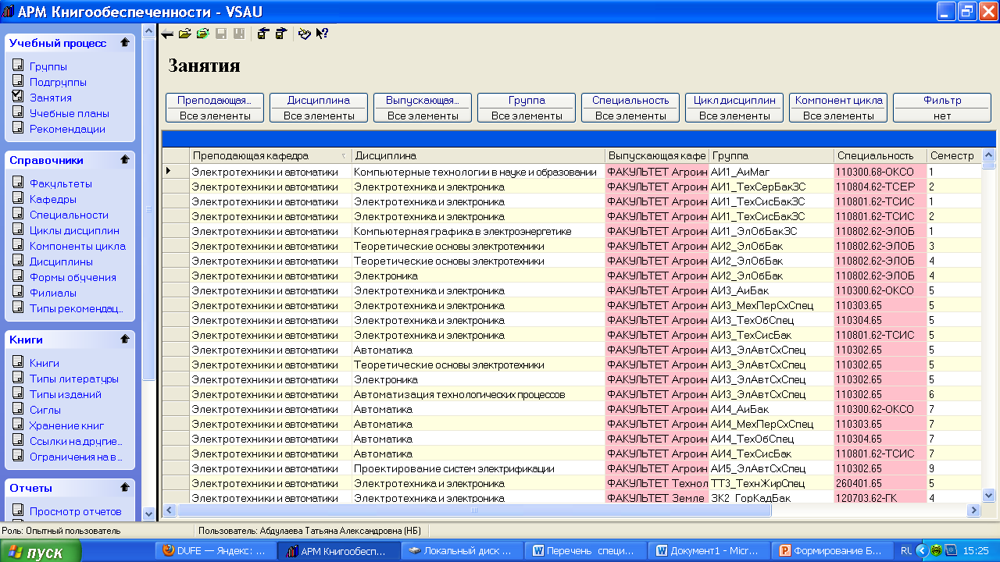 АРМ Книгообеспеченности - VSAU
Учебный процесс
Группы
Подгруппы
Занятия
Учебные планы
Рекомендации
Справочники
Факультеты
Кафедры
Специальности
Циклы дисциплин
Компоненты цикла
Дисциплины
Формы обучения
Филиалы
Типы рекомендац...
Книги
Книги
Типы литературы
Типы изданий
Сиглы
Хранение книг
Ссылки на другие...
Ограничения на в...
Отчеты
Просмотр отчетов
Занятия
Преподающая... Дисциплина Выпускающая... Группа Специальность Цикл дисциплин Компонент цикла Фильтр
Все элементы Все элементы Все элементы Все элементы Все элементы Все элементы Все элементы нет
Преподающая кафедра Дисциплина Выпускающая кафе Группа Специальность Семестр
Электротехники и автоматики Компьютерные технологии в науке и образовании ФАКУЛЬТЕТ Агроин АИ1_АиМаг 110300.68-ОКСО 1
Электротехники и автоматики Электротехника и электроника ФАКУЛЬТЕТ Агроин АИ1_ТехСерБакЗС 110804.62-ТСЕР 2
Электротехники и автоматики Электротехника и электроника ФАКУЛЬТЕТ Агроин АИ1_ТехСисБакЗС 110801.62-ТСИС 1
Электротехники и автоматики Электротехника и электроника ФАКУЛЬТЕТ Агроин АИ1_ТехСисБакЗС 110801.62-ТСИС 2
Электротехники и автоматики Компьютерная графика в электроэнергетике ФАКУЛЬТЕТ Агроин АИ1_ЭлОбБакЗС 110802.62-ЭЛОБ 1
Электротехники и автоматики Теоретические основы электротехники ФАКУЛЬТЕТ Агроин АИ2_ЭлОбБак 110802.62-ЭЛОБ 3
Электротехники и автоматики Теоретические основы электротехники ФАКУЛЬТЕТ Агроин АИ2_ЭлОбБак 110802.62-ЭЛОБ 4
Электротехники и автоматики Электроника ФАКУЛЬТЕТ Агроин АИ2_ЭлОбБак 110802.62-ЭЛОБ 4
Электротехники и автоматики Электротехника и электроника ФАКУЛЬТЕТ Агроин АИ3_АиБак 110300.62-ОКСО 5
Электротехники и автоматики Электротехника и электроника ФАКУЛЬТЕТ Агроин АИ3_МехПерСхСпец 110303.65 5
Электротехники и автоматики Электротехника и электроника ФАКУЛЬТЕТ Агроин АИ3_ТехОбСпец 110304.65 5
Электротехники и автоматики Электротехника и электроника ФАКУЛЬТЕТ Агроин АИ3_ТехСисБак 110801.62-ТСИС 5
Электротехники и автоматики Автоматика ФАКУЛЬТЕТ Агроин АИ3_ЭлАвтСхСпец 110302.65 5
Электротехники и автоматики Теоретические основы электротехники ФАКУЛЬТЕТ Агроин АИ3_ЭлАвтСхСпец 110302.65 5
Электротехники и автоматики Электроника ФАКУЛЬТЕТ Агроин АИ3_ЭлАвтСхСпец 110302.65 5
Электротехники и автоматики Автоматизация технологических процессов ФАКУЛЬТЕТ Агроин АИ3_ЭлАвтСхСпец 110302.65 6
Электротехники и автоматики Автоматика ФАКУЛЬТЕТ Агроин АИ4_АиБак 110300.62-ОКСО 7
Электротехники и автоматики Автоматика ФАКУЛЬТЕТ Агроин АИ4_МехПерСхСпец 110303.65 7
Электротехники и автоматики Автоматика ФАКУЛЬТЕТ Агроин АИ4_ТехОбСпец 110304.65 7
Электротехники и автоматики Автоматика ФАКУЛЬТЕТ Агроин АИ4_ТехСисБак 110801.62-ТСИС 7
Электротехники и автоматики Проектирование систем электрификации ФАКУЛЬТЕТ Агроин АИ5_ЭлАвтСхСпец 110302.65 9
Электротехники и автоматики Электротехника и электроника ФАКУЛЬТЕТ Технол ТТ3_ТехнЖирСпец 260401.65 5
Электротехники и автоматики Электротехника и электроника ФАКУЛЬТЕТ Земле ЗК2_ГорКадБак 120703.62-ГК 4
Роль: Опытный пользователь Пользователь: Абдулаева Татьяна Александровна (НБ)
пуск DUFE — Яндекс: ... АРМ Книгообесп... Локальный диск ... Перечень специ... Документ1 - Micr... Формирование Б... RU 15:25